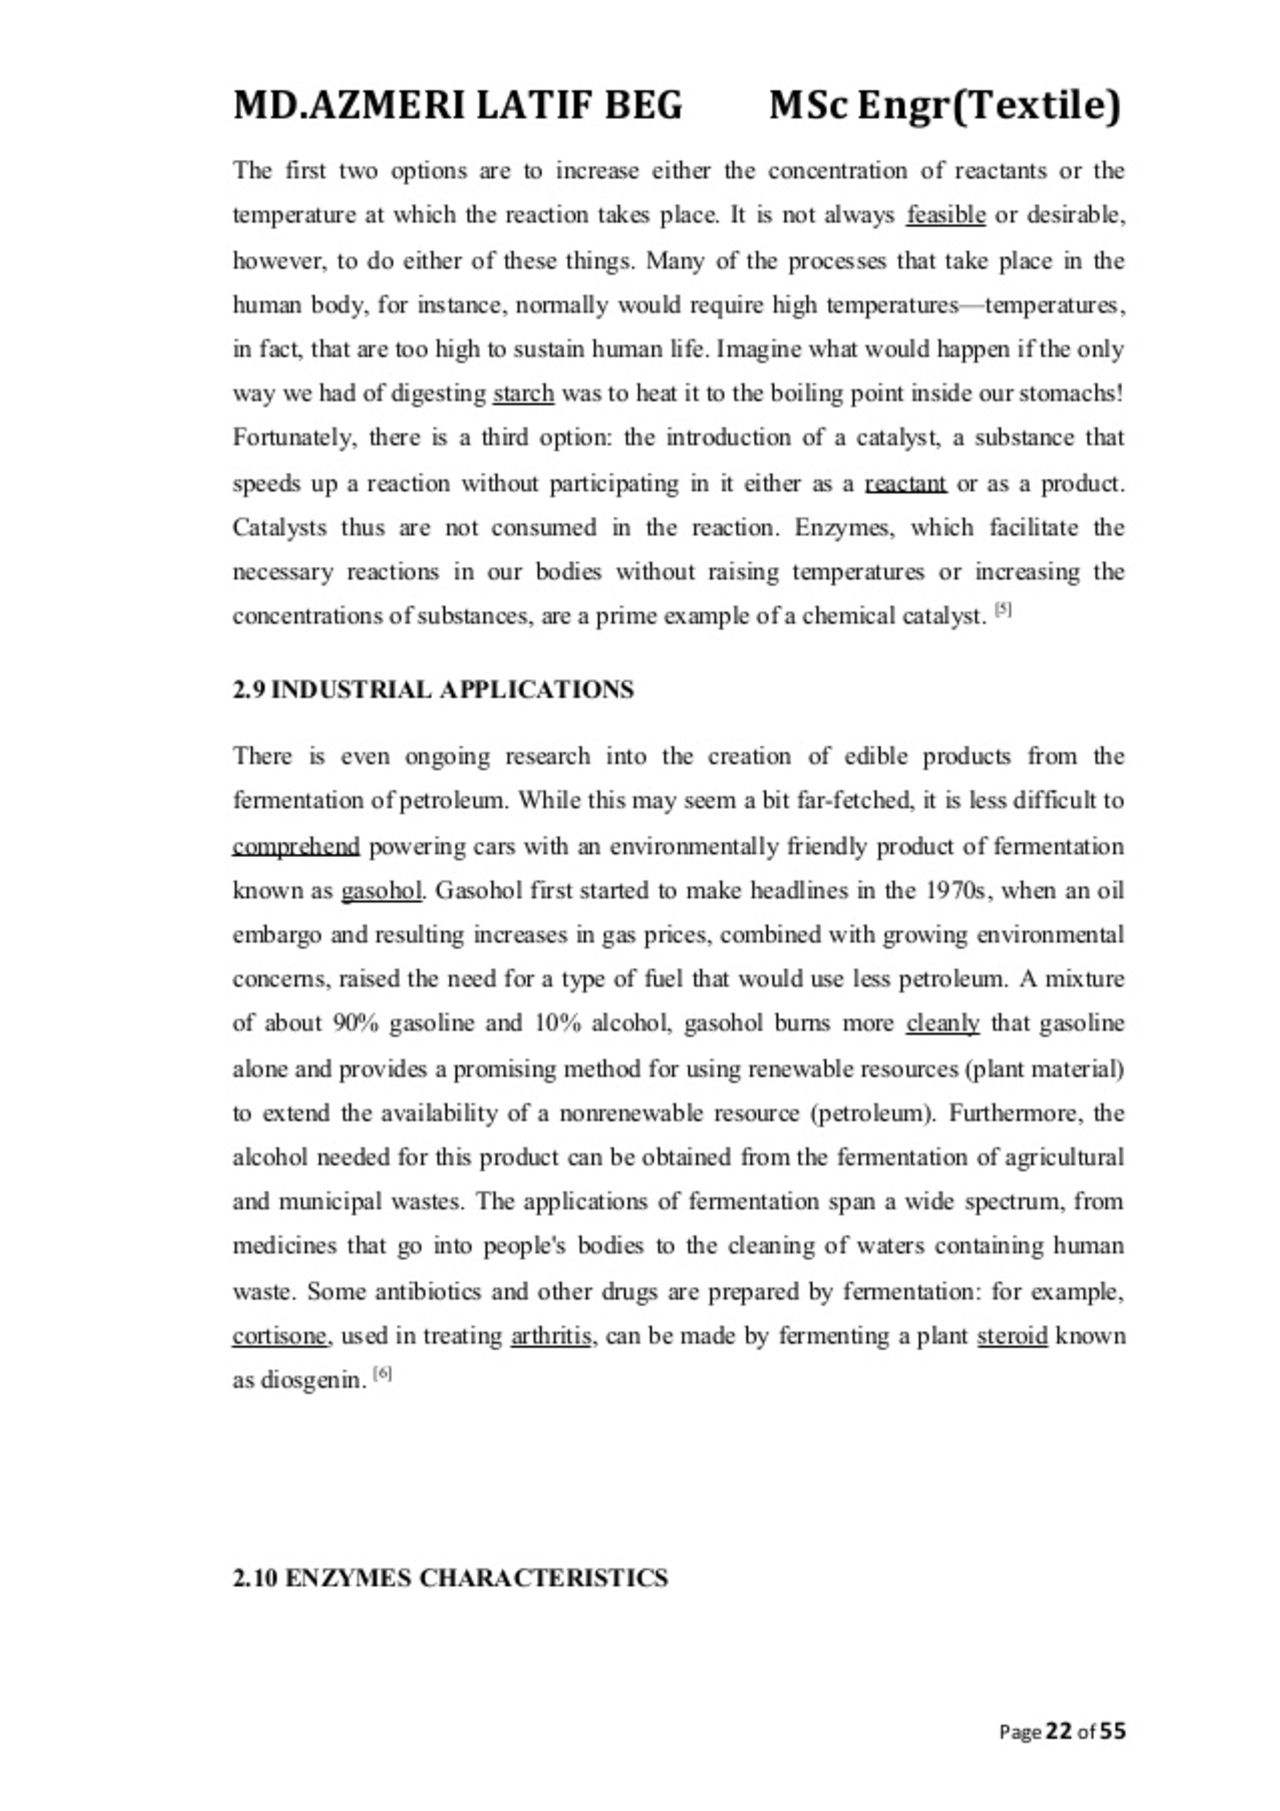 MD.AZMERI LATIF BEG MSc Engr(Textile)
The first two options are to increase either the concentration of reactants or the
temperature at which the reaction takes place. It is not always feasible or desirable,
however, to do either of these things. Many of the processes that take place in the
human body, for instance, normally would require high temperatures—temperatures,
in fact, that are too high to sustain human life. Imagine what would happen if the only
way we had of digesting starch was to heat it to the boiling point inside our stomachs!
Fortunately, there is a third option: the introduction of a catalyst, a substance that
speeds up a reaction without participating in it either as a reactant or as a product.
Catalysts thus are not consumed in the reaction. Enzymes, which facilitate the
necessary reactions in our bodies without raising temperatures or increasing the
concentrations of substances, are a prime example of a chemical catalyst. [5]
2.9 INDUSTRIAL APPLICATIONS
There is even ongoing research into the creation of edible products from the
fermentation of petroleum. While this may seem a bit far-fetched, it is less difficult to
comprehend powering cars with an environmentally friendly product of fermentation
known as gasohol. Gasohol first started to make headlines in the 1970s, when an oil
embargo and resulting increases in gas prices, combined with growing environmental
concerns, raised the need for a type of fuel that would use less petroleum. A mixture
of about 90% gasoline and 10% alcohol, gasohol burns more cleanly that gasoline
alone and provides a promising method for using renewable resources (plant material)
to extend the availability of a nonrenewable resource (petroleum). Furthermore, the
alcohol needed for this product can be obtained from the fermentation of agricultural
and municipal wastes. The applications of fermentation span a wide spectrum, from
medicines that go into people's bodies to the cleaning of waters containing human
waste. Some antibiotics and other drugs are prepared by fermentation: for example,
cortisone, used in treating arthritis, can be made by fermenting a plant steroid known
as diosgenin. [6]
2.10 ENZYMES CHARACTERISTICS
Page 22 of 55